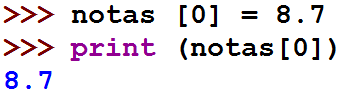 >>> notas [0] = 8.7
>>> print (notas[0])
8.7